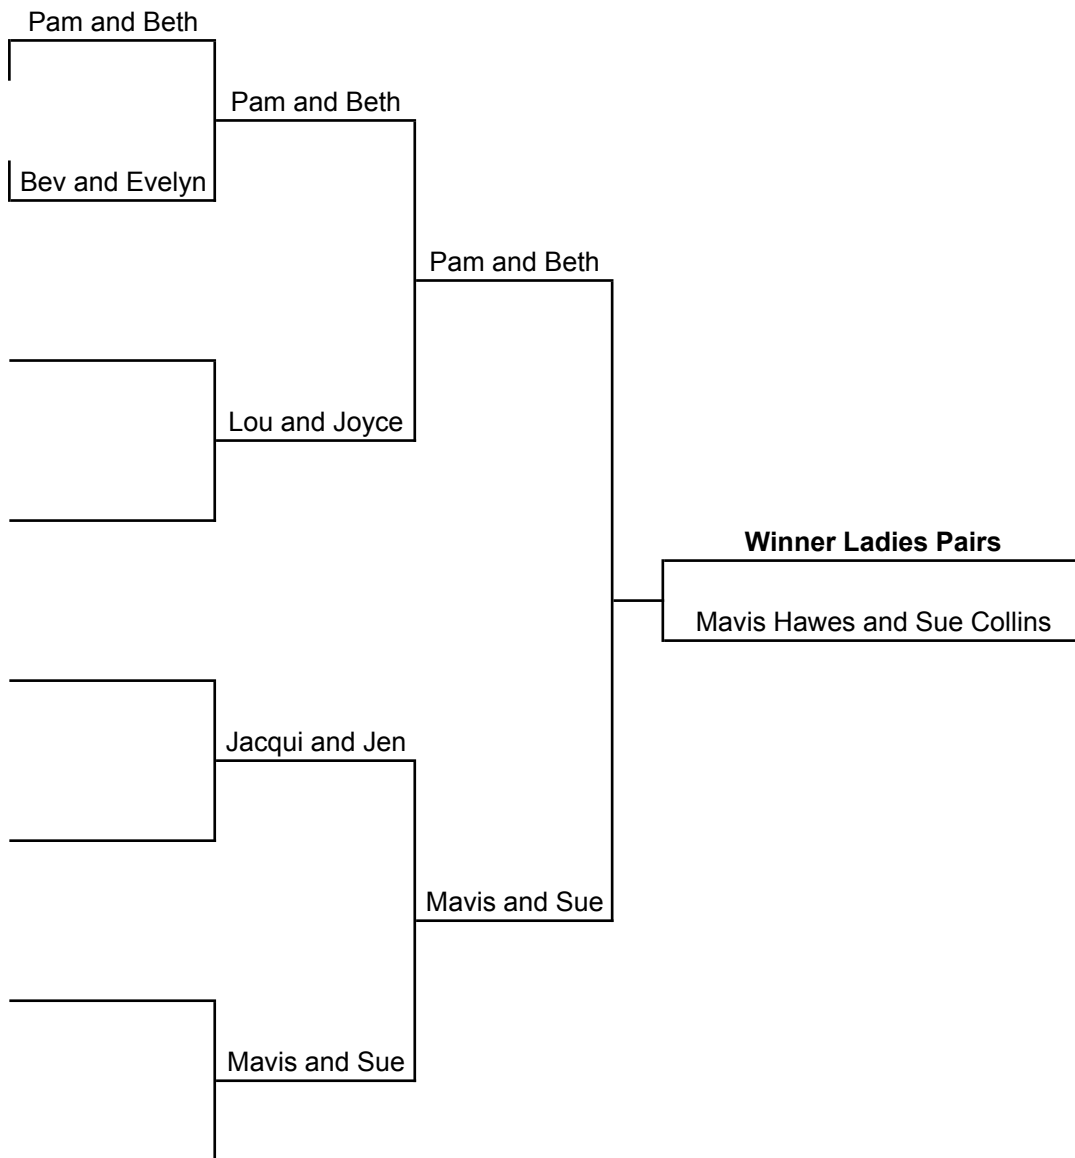 Pam and Beth
Pam and Beth
Bev and Evelyn
Pam and Beth
Lou and Joyce
Winner Ladies Pairs
Mavis Hawes and Sue Collins
Jacqui and Jen
Mavis and Sue
Mavis and Sue